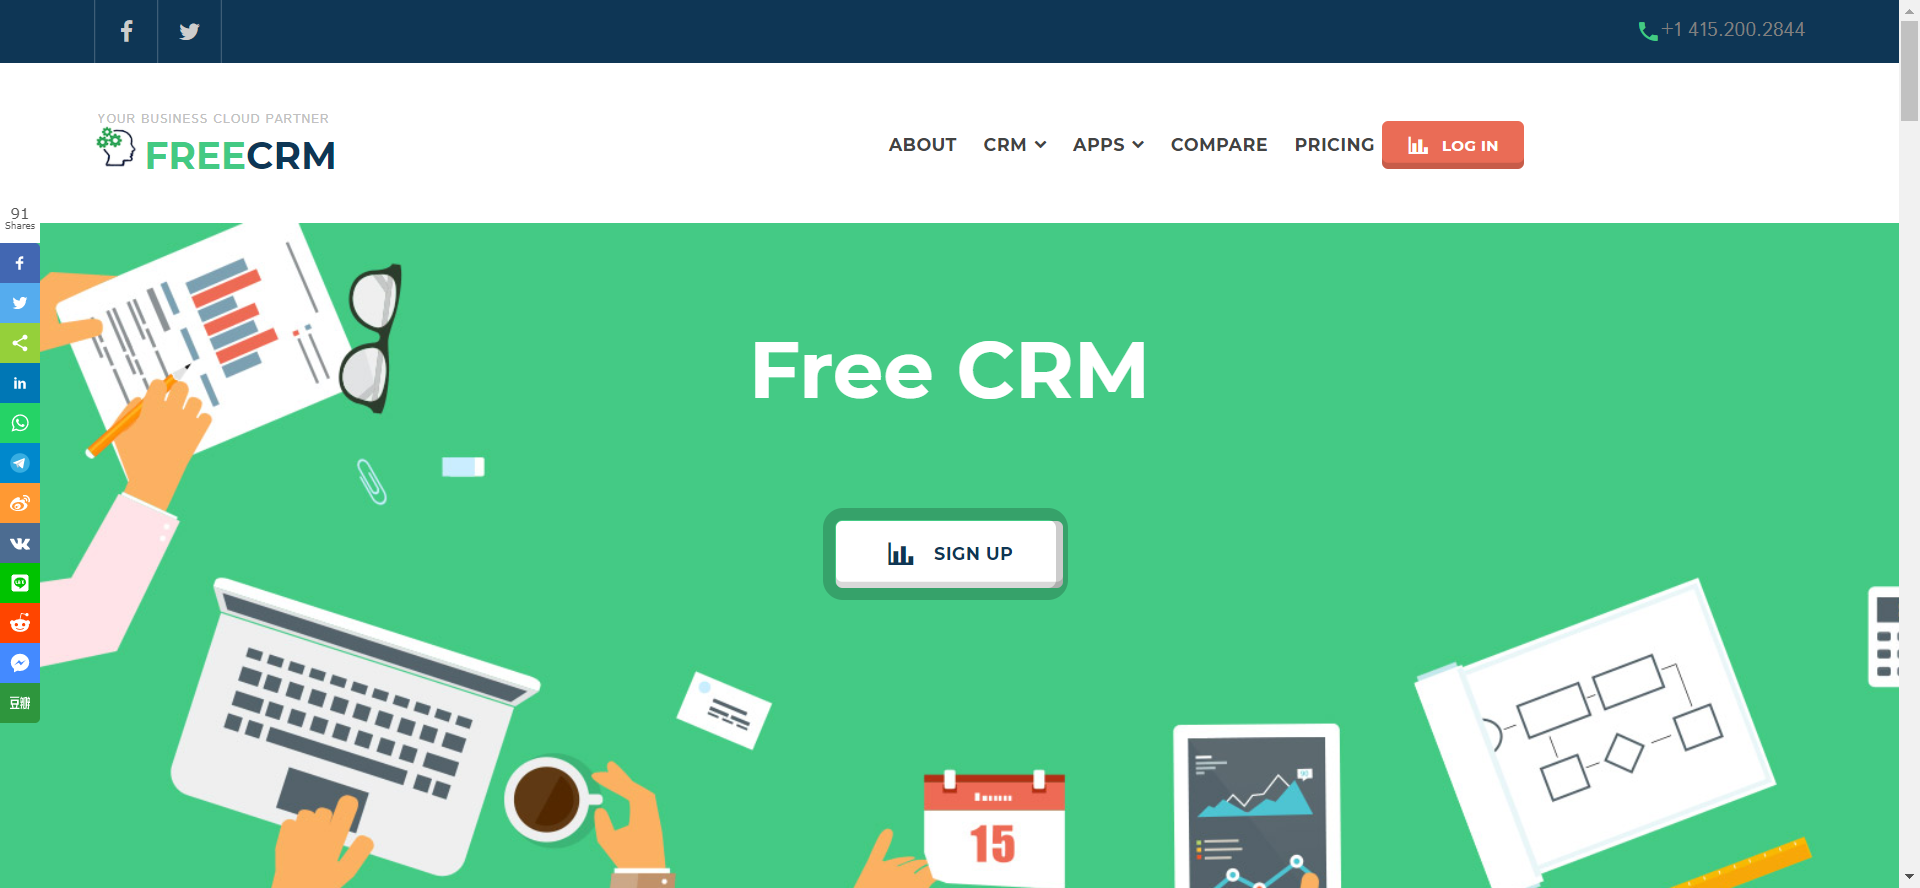 +1 415.200.2844
YOUR BUSINESS CLOUD PARTNER
FREECRM
ABOUT
CRM
APPS
COMPARE
PRICING
LOG IN
91
Shares
豆瓣
Free CRM
SIGN UP
15